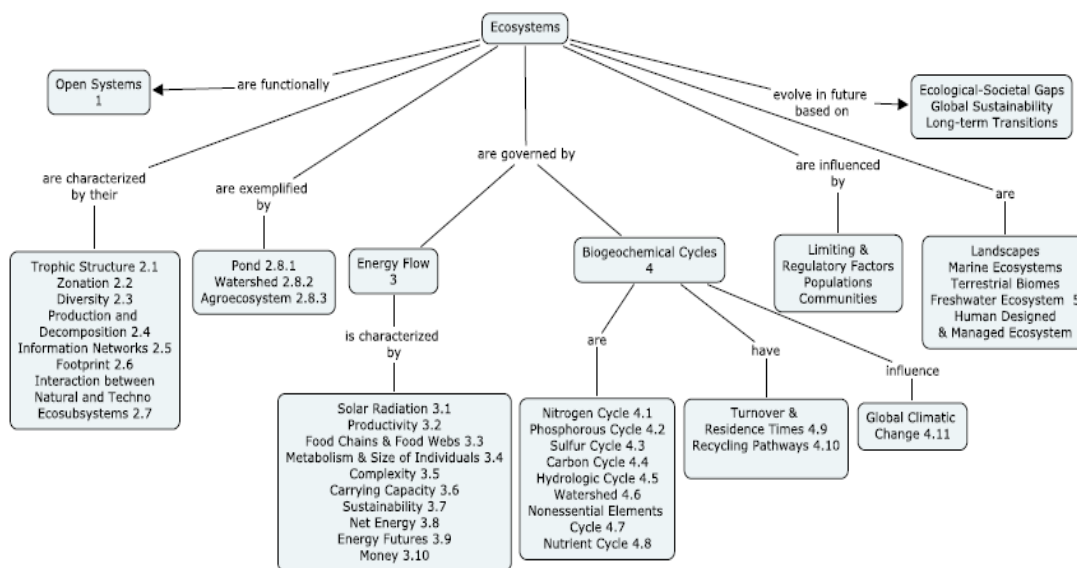 Ecosystems
are functionally
Open Systems
1
evolve in future
based on
Ecological-Societal Gaps
Global Sustainability
Long-term Transitions
are characterized
by their
are exemplified
by
are governed by
are influenced
by
are
Trophic Structure 2.1
Zonation 2.2
Diversity 2.3
Production and
Decomposition 2.4
Information Networks 2.5
Footprint 2.6
Interaction between
Natural and Techno
Ecosubsystems 2.7
Pond 2.8.1
Watershed 2.8.2
Agroecosystem 2.8.3
Energy Flow
3
Biogeochemical Cycles
4
Limiting &
Regulatory Factors
Populations
Communities
Landscapes
Marine Ecosystems
Terrestrial Biomes
Freshwater Ecosystem 5
Human Designed
& Managed Ecosystem
is characterized
by
are
have
influence
Solar Radiation 3.1
Productivity 3.2
Food Chains & Food Webs 3.3
Metabolism & Size of Individuals 3.4
Complexity 3.5
Carrying Capacity 3.6
Sustainability 3.7
Net Energy 3.8
Energy Futures 3.9
Money 3.10
Nitrogen Cycle 4.1
Phosphorous Cycle 4.2
Sulfur Cycle 4.3
Carbon Cycle 4.4
Hydrologic Cycle 4.5
Watershed 4.6
Nonessential Elements
Cycle 4.7
Nutrient Cycle 4.8
Turnover &
Residence Times 4.9
Recycling Pathways 4.10
Global Climatic
Change 4.11